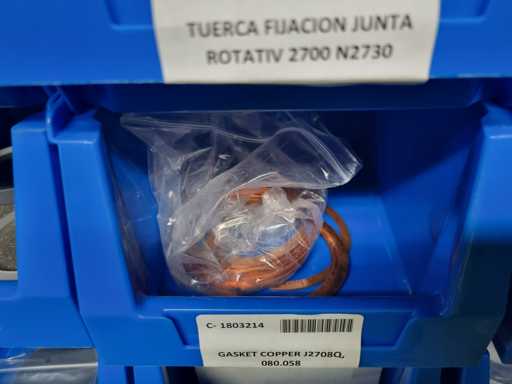 TUERCA FIJACION JUNTA
ROTATIV 2700 N2730
C- 1803214
GASKET COPPER J2708Q,
080.058